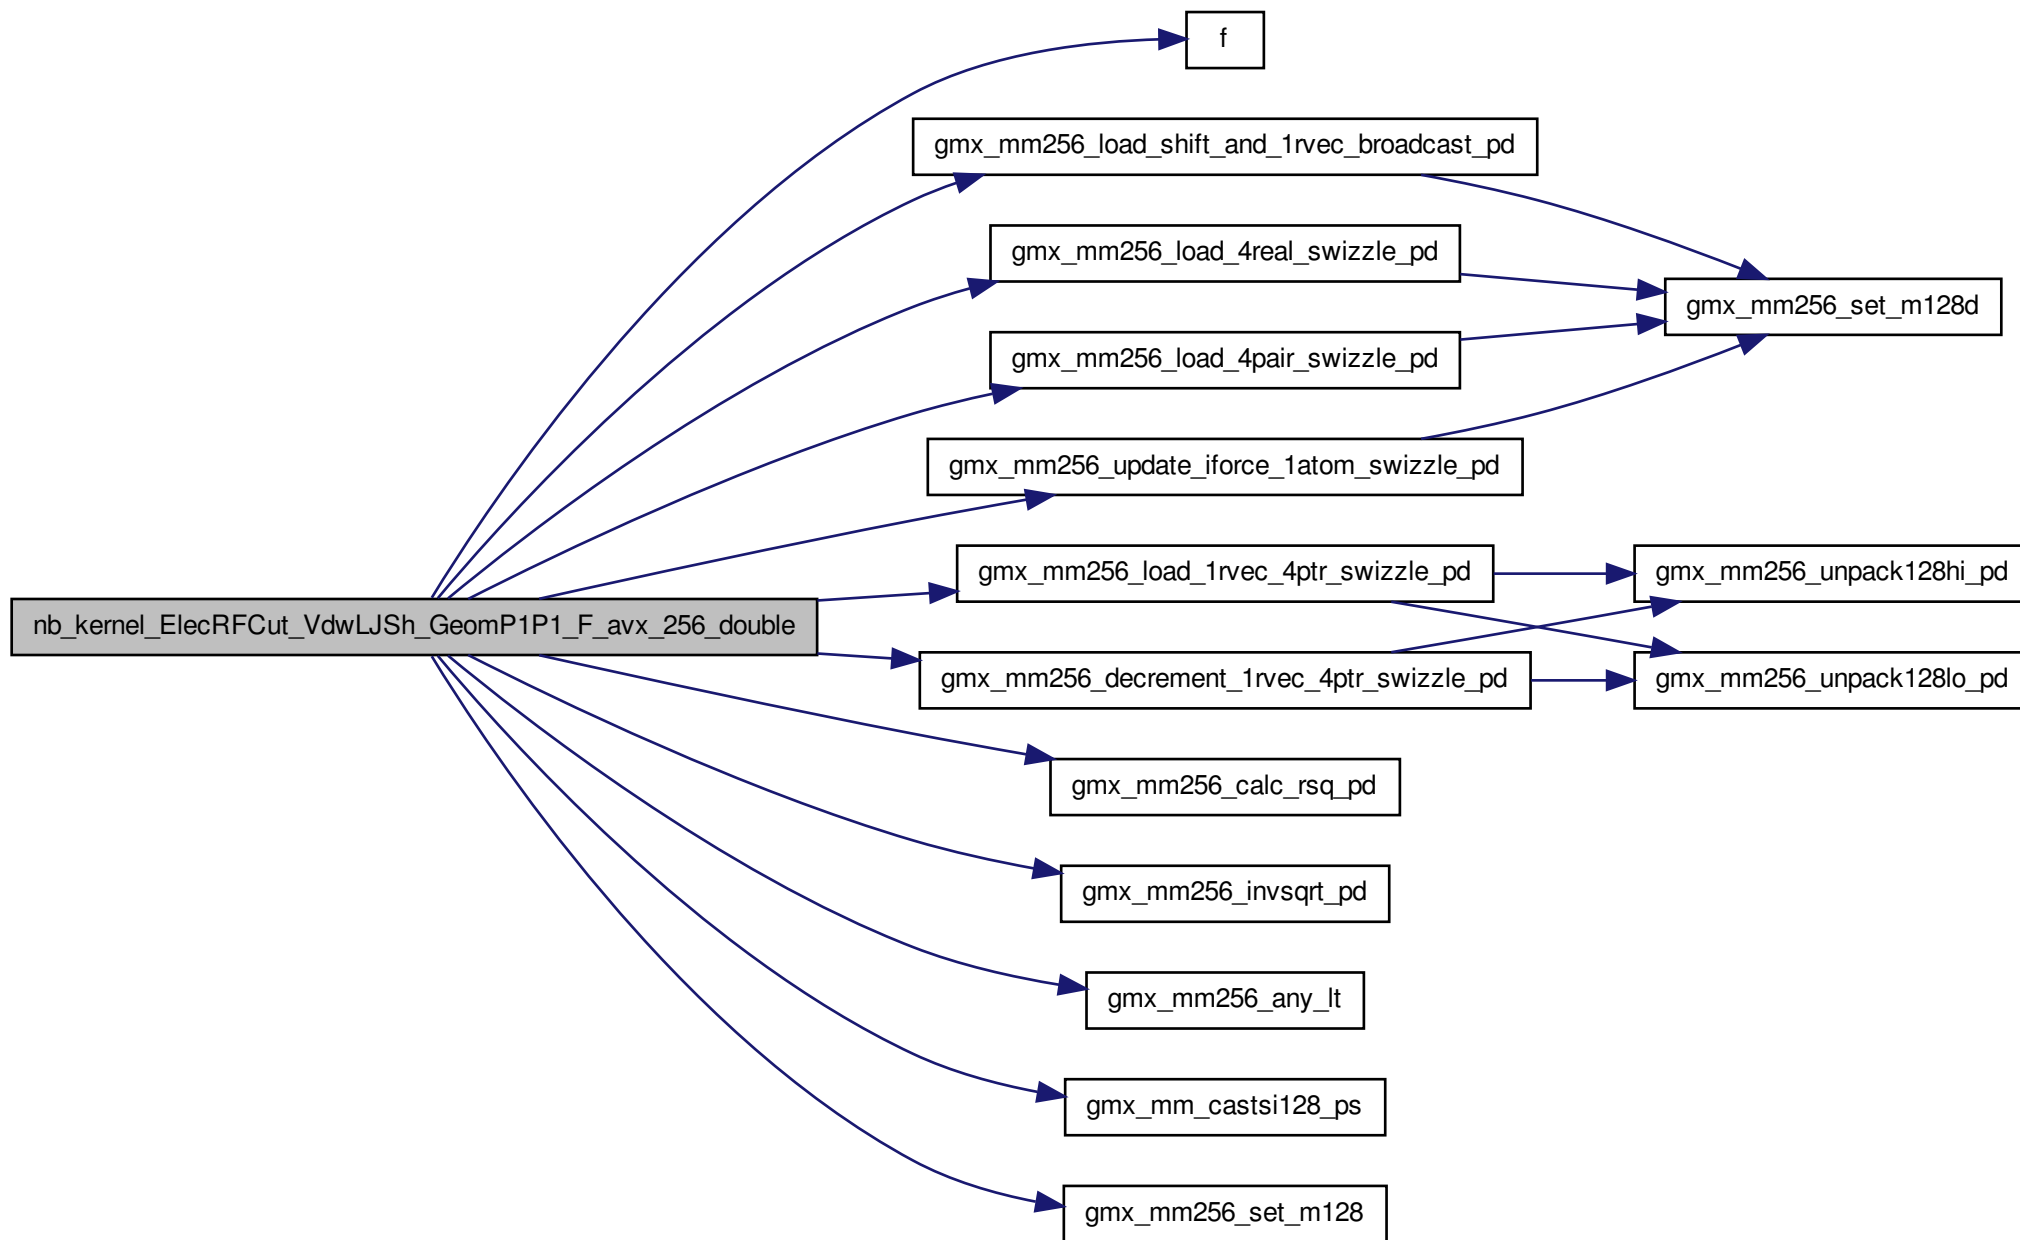 f
gmx_mm256_load_shift_and_1rvec_broadcast_pd
gmx_mm256_load_4real_swizzle_pd
gmx_mm256_set_m128d
gmx_mm256_load_4pair_swizzle_pd
gmx_mm256_update_iforce_1atom_swizzle_pd
gmx_mm256_load_1rvec_4ptr_swizzle_pd
gmx_mm256_unpack128hi_pd
nb_kernel_ElecRFCut_VdwLJSh_GeomP1P1_F_avx_256_double
gmx_mm256_decrement_1rvec_4ptr_swizzle_pd
gmx_mm256_unpack128lo_pd
gmx_mm256_calc_rsq_pd
gmx_mm256_invsqrt_pd
gmx_mm256_any_lt
gmx_mm_castsi128_ps
gmx_mm256_set_m128